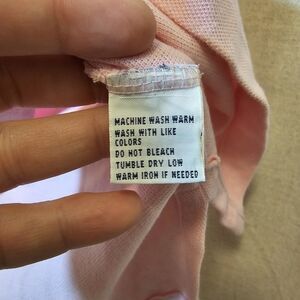 MACHINE WASH WARM
WASH WITH LIKE
COLORS
DO NOT BLEACH
TUMBLE DRY LOW
WARM IRON IF NEEDED